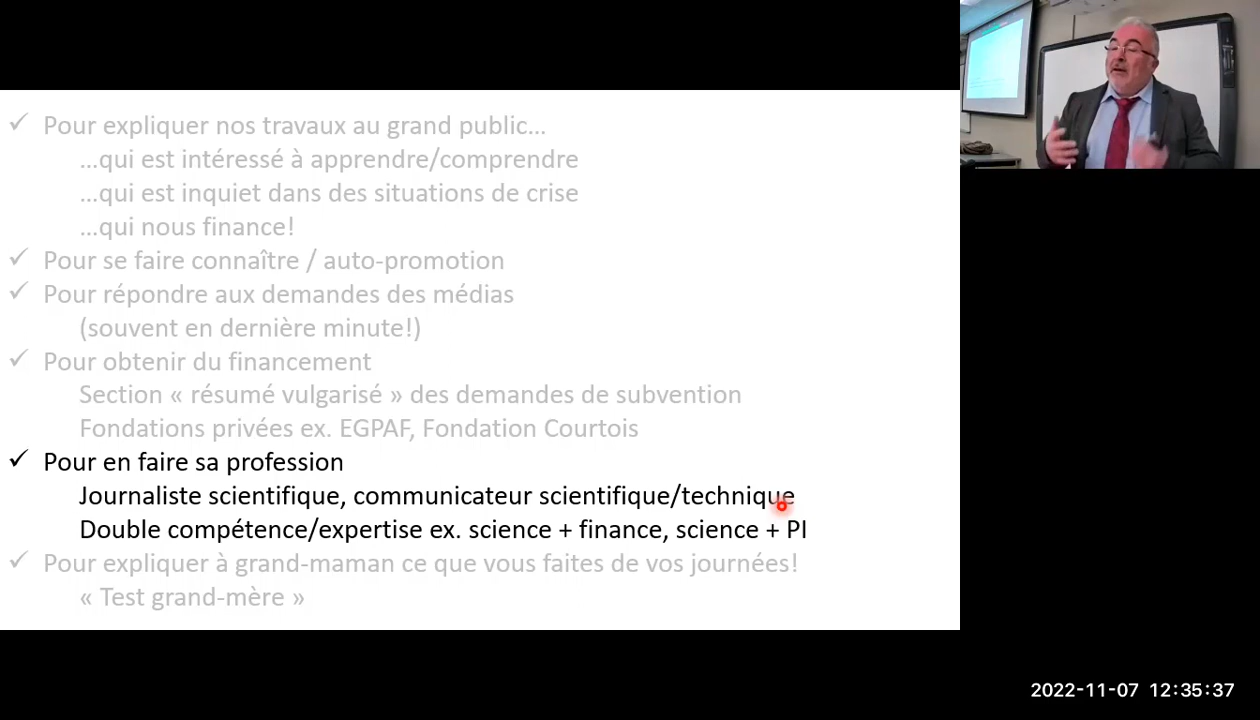 ✓ Pour expliquer nos travaux au grand public...
...qui est intéressé à apprendre/comprendre
...qui est inquiet dans des situations de crise
...qui nous finance!
✓ Pour se faire connaître / auto-promotion
✓ Pour répondre aux demandes des médias
(souvent en dernière minute!)
✓ Pour obtenir du financement
Section « résumé vulgarisé » des demandes de subvention
Fondations privées ex. EGPAF, Fondation Courtois
✓ Pour en faire sa profession
Journaliste scientifique, communicateur scientifique/technique
Double compétence/expertise ex. science + finance, science + PI
✓ Pour expliquer à grand-maman ce que vous faites de vos journées!
« Test grand-mère »
2022-11-07 12:35:37